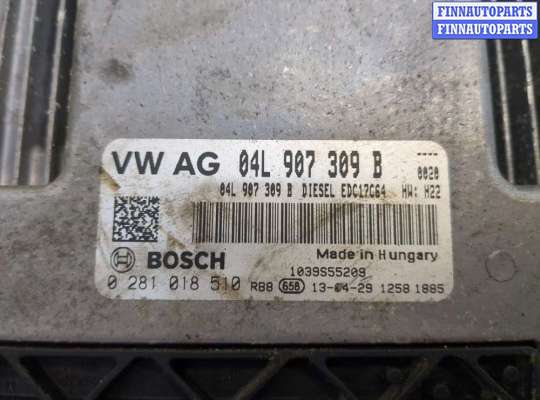 FINNAUTOPARTS
FINNAUTOPARTS
VW AG 04L 907 309 B
----
0020
04L 907 309 B DIESEL EDC17C64 HW: H22
Made in Hungary
BOSCH
1039S55209
0 281 018 510 RBB 658 13-04-29 1258 1885